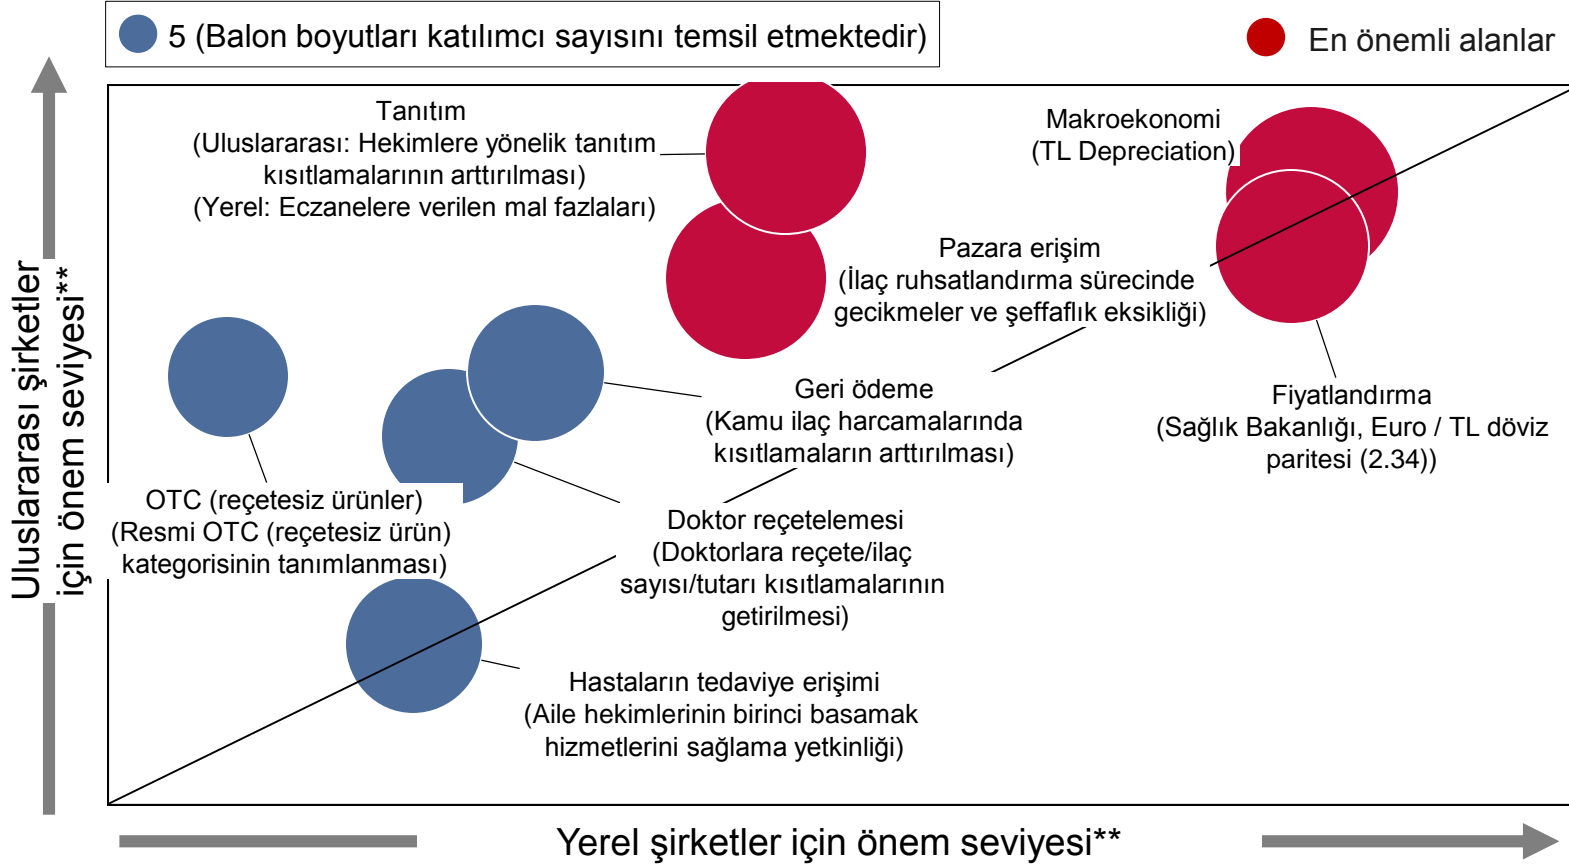 5 (Balon boyutları katılımcı sayısını temsil etmektedir)
En önemli alanlar
Uluslararası şirketler
için önem seviyesi**
Tanıtım
(Uluslararası: Hekimlere yönelik tanıtım
kısıtlamalarının arttırılması)
(Yerel: Eczanelere verilen mal fazlaları)
Makroekonomi
(TL Depreciation)
Pazara erişim
(İlaç ruhsatlandırma sürecinde
gecikmeler ve şeffaflık eksikliği)
Geri ödeme
(Kamu ilaç harcamalarında
kısıtlamaların arttırılması)
Fiyatlandırma
(Sağlık Bakanlığı, Euro / TL döviz
paritesi (2.34))
OTC (reçetesiz ürünler)
(Resmi OTC (reçetesiz ürün)
kategorisinin tanımlanması)
Doktor reçetelemesi
(Doktorlara reçete/ilaç
sayısı/tutarı kısıtlamalarının
getirilmesi)
Hastaların tedaviye erişimi
(Aile hekimlerinin birinci basamak
hizmetlerini sağlama yetkinliği)
Yerel şirketler için önem seviyesi**